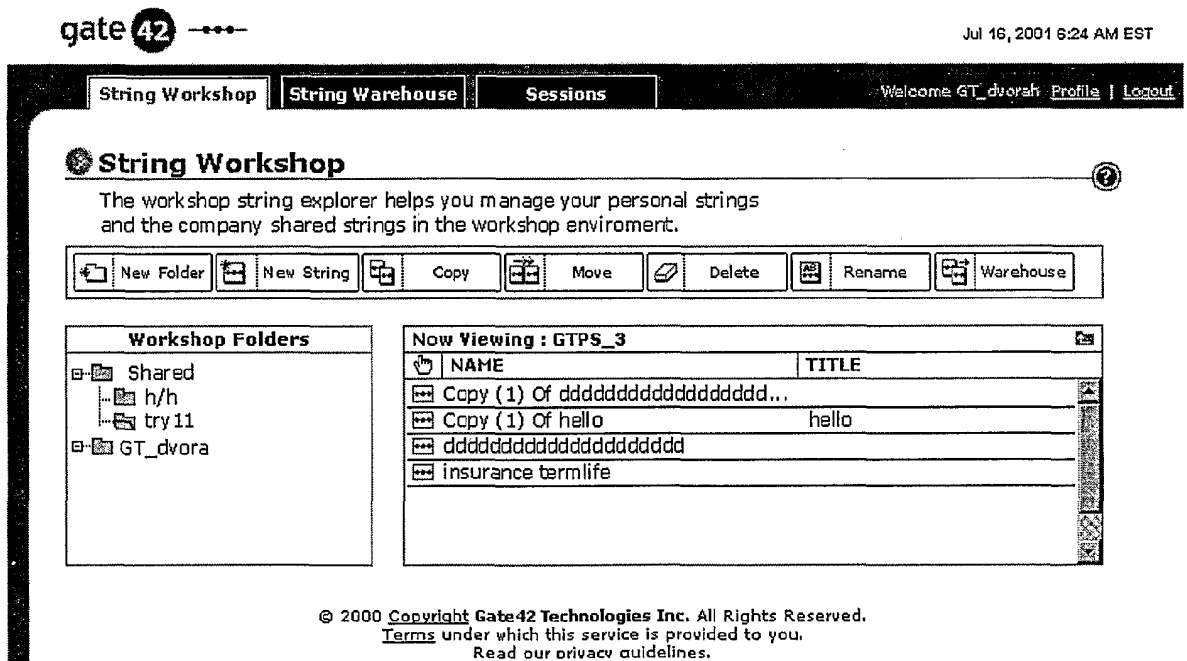 gate 42
Jul 16, 2001 6:24 AM EST
String Workshop String Warehouse Sessions Welcome GT_dvorah Profile | Logout
String Workshop
The workshop string explorer helps you manage your personal strings
and the company shared strings in the workshop enviroment.
New Folder New String Copy Move Delete Rename Warehouse
Workshop Folders
Shared
h/h
try11
GT_dvora
Now Viewing : GTPS_3
NAME TITLE
Copy (1) Of dddddddddddddddddd...
Copy (1) Of hello hello
ddddddddddddddddddddd
insurance termlife
© 2000 Copyright Gate42 Technologies Inc. All Rights Reserved.
Terms under which this service is provided to you.
Read our privacy guidelines.